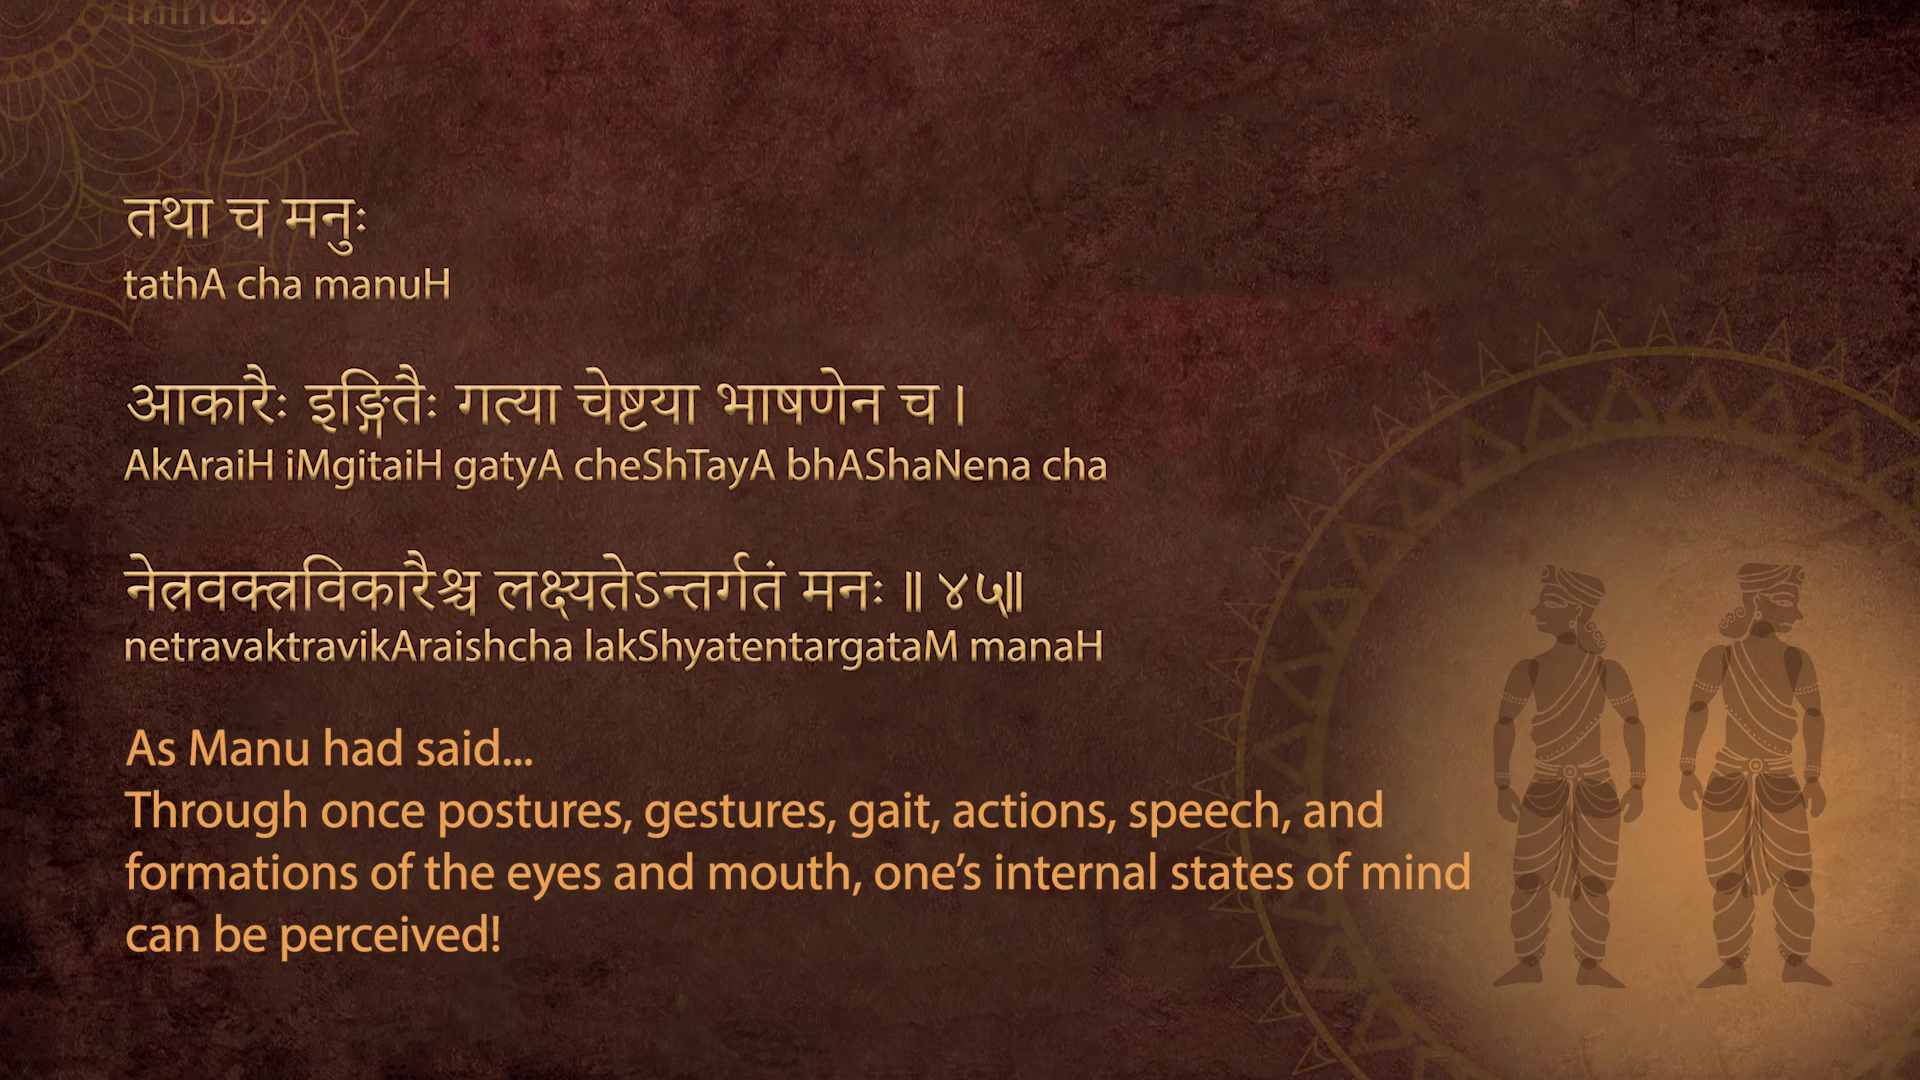 minds.
तथा च मनुः
tathA cha manuH
आकारैः इङ्गितैः गत्या चेष्टया भाषणेन च ।
AkAraiH iMgitaiH gatyA cheShTayA bhAShaNena cha
नेत्रवक्त्रविकारैश्च लक्ष्यतेऽन्तर्गतं मनः ॥ ४५॥
netravaktravikAraishcha lakShyatentargataM manaH
As Manu had said...
Through once postures, gestures, gait, actions, speech, and
formations of the eyes and mouth, one’s internal states of mind
can be perceived!